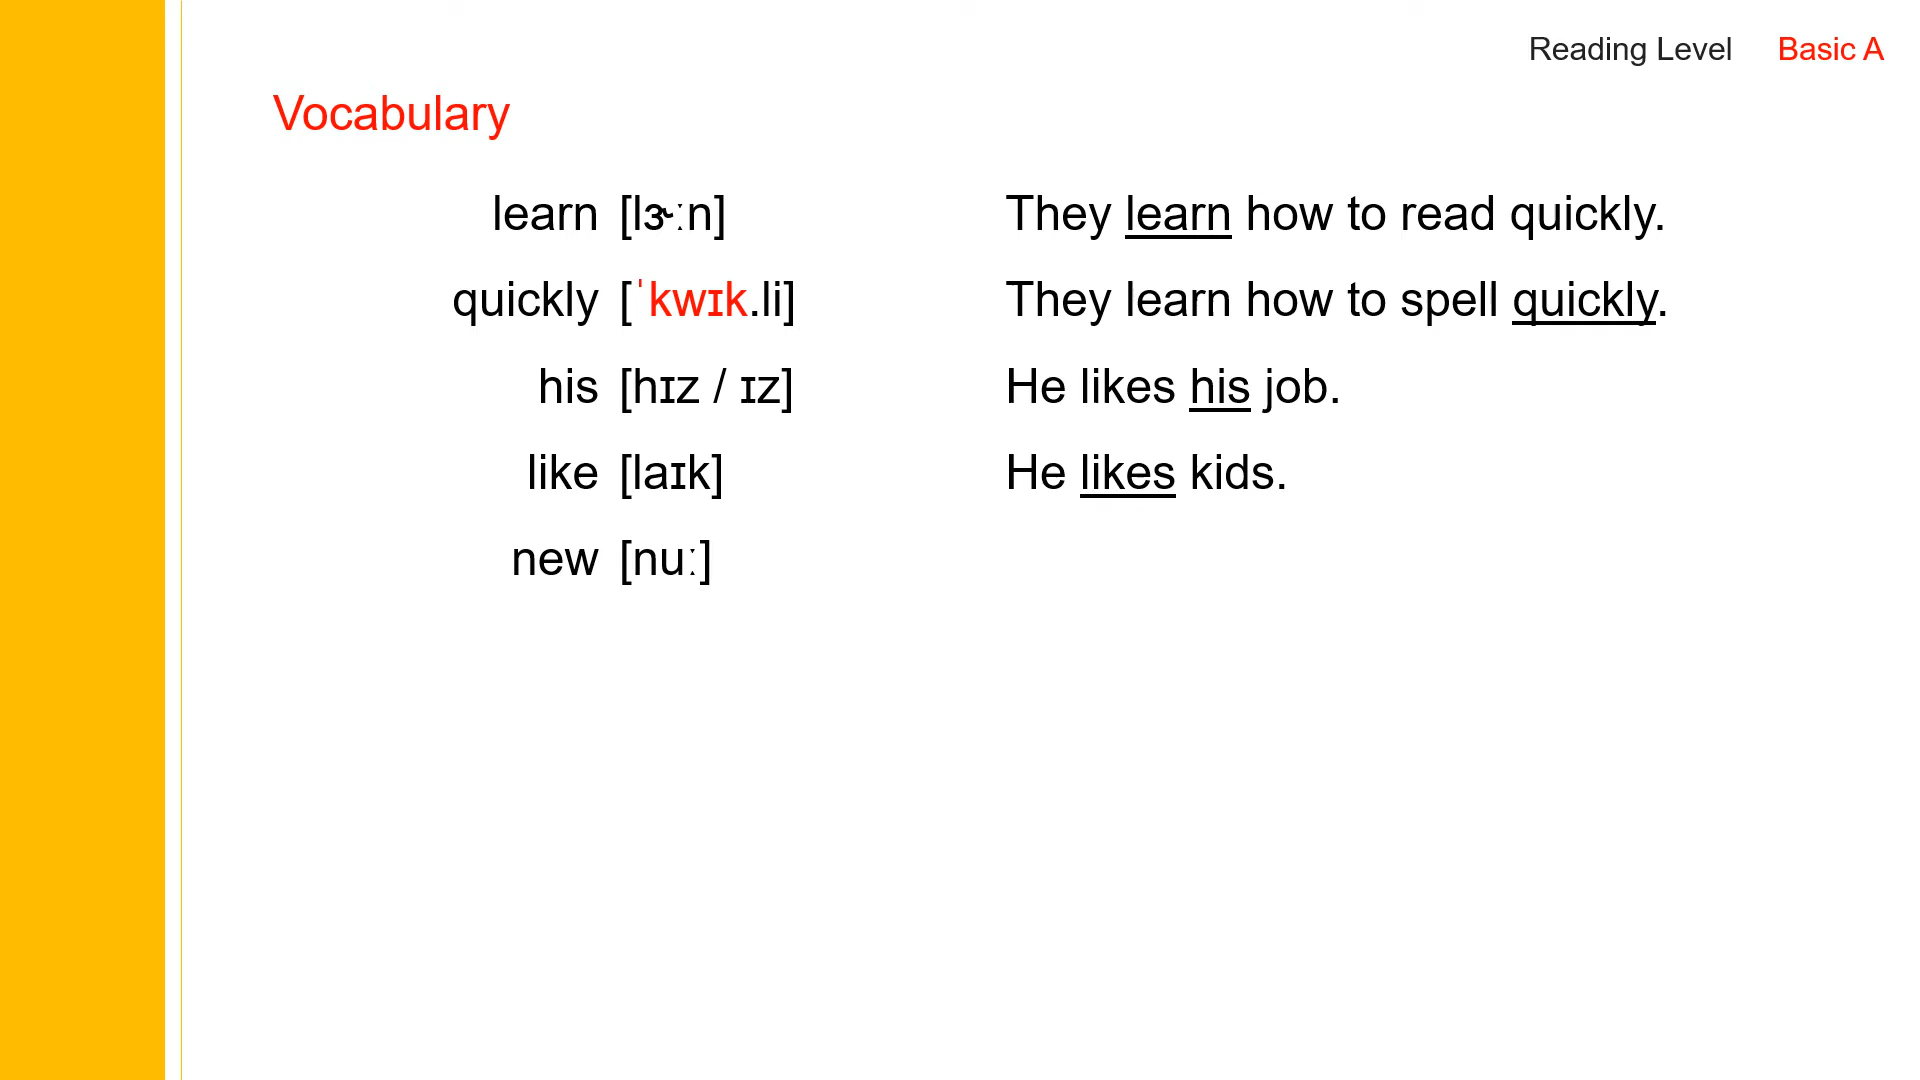 Reading Level Basic A
Vocabulary
learn [lɝːn] They learn how to read quickly.
quickly [ˈkwɪk.li] They learn how to spell quickly.
his [hɪz / ɪz] He likes his job.
like [laɪk] He likes kids.
new [nuː]